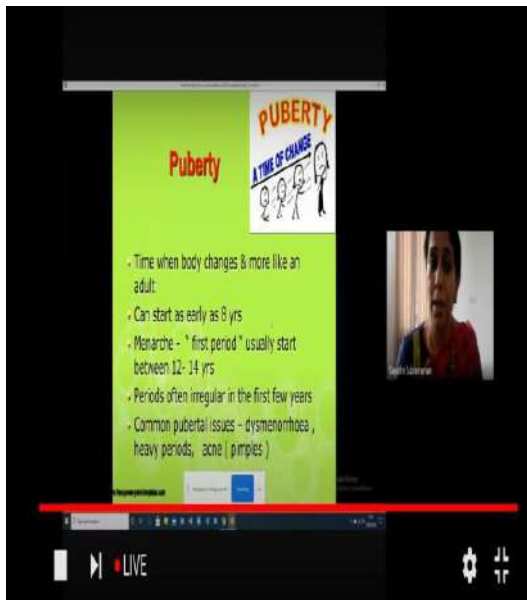 PUBERTY
A TIME OF CHANGE
Puberty
Time when body changes & more like an
adult
Can start as early as 8 yrs
Menarche - "first period" usually start
between 12- 14 yrs
Periods often irregular in the first few years
Common pubertal issues – dysmenorrhoea ,
heavy periods, acne ( pimples )
LIVE